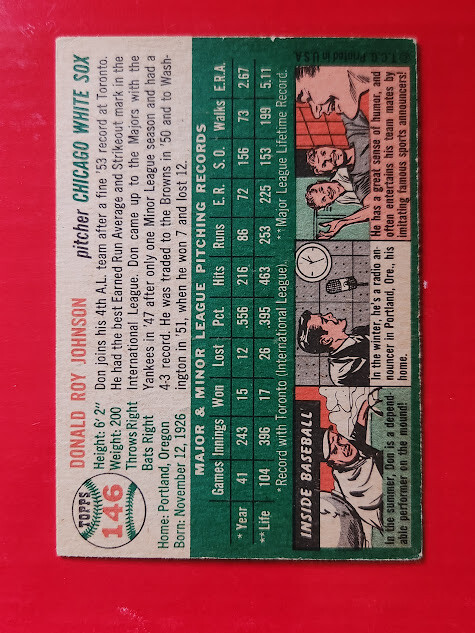 TOPPS
146
DONALD ROY JOHNSON
pitcher CHICAGO WHITE SOX
Height: 6' 2"
Weight: 200
Throws Right
Bats Right
Home: Portland, Oregon
Born: November 12, 1926
Don joins his 4th A.L. team after a fine '53 record at Toronto.
He had the best Earned Run Average and Strikeout mark in the
International League. Don came up to the Majors with the
Yankees in '47 after only one Minor League season and had a
4-3 record. He was traded to the Browns in '50 and to Wash-
ington in '51, when he won 7 and lost 12.
MAJOR & MINOR LEAGUE PITCHING RECORDS
Games Innings Won Lost Pct. Hits Runs E.R. S.O. Walks E.R.A.
*Year 41 243 15 12 .556 216 86 72 156 73 2.67
**Life 104 396 17 26 .395 463 253 225 153 199 5.11
*Record with Toronto (International League). **Major League Lifetime Record.
INSIDE BASEBALL
In the summer, Don is a depend-
able performer on the mound!
In the winter, he's a radio an-
nouncer in Portland, Ore., his
home.
He has a great sense of humor, and
often entertains his team mates by
imitating famous sports announcers!
© T.C.G. Printed in U.S.A.